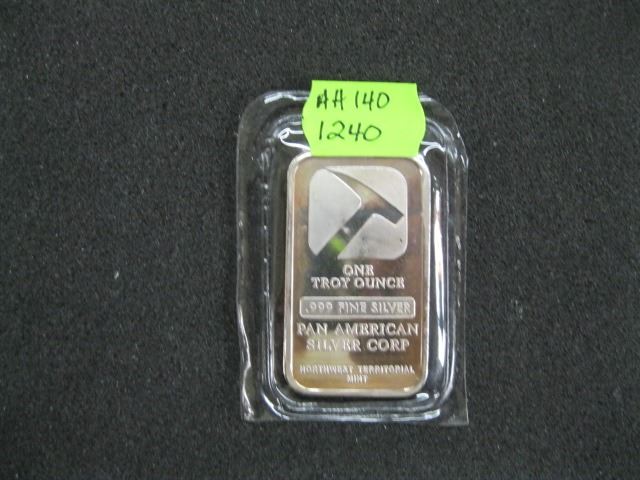 AH 140
1240
ONE
TROY OUNCE
.999 FINE SILVER
PAN AMERICAN
SILVER CORP
NORTHWEST TERRITORIAL
MINT